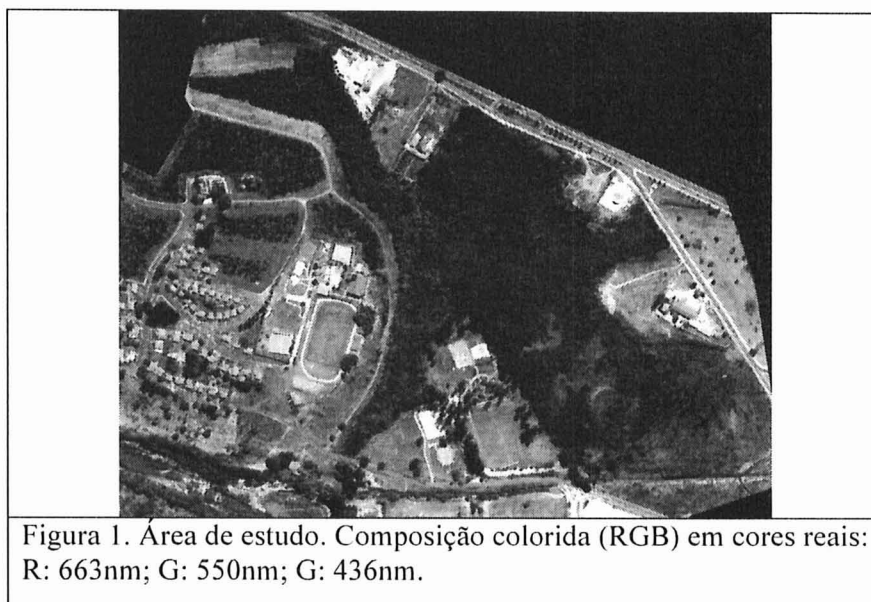 Figura 1. Área de estudo. Composição colorida (RGB) em cores reais:
R: 663nm; G: 550nm; G: 436nm.